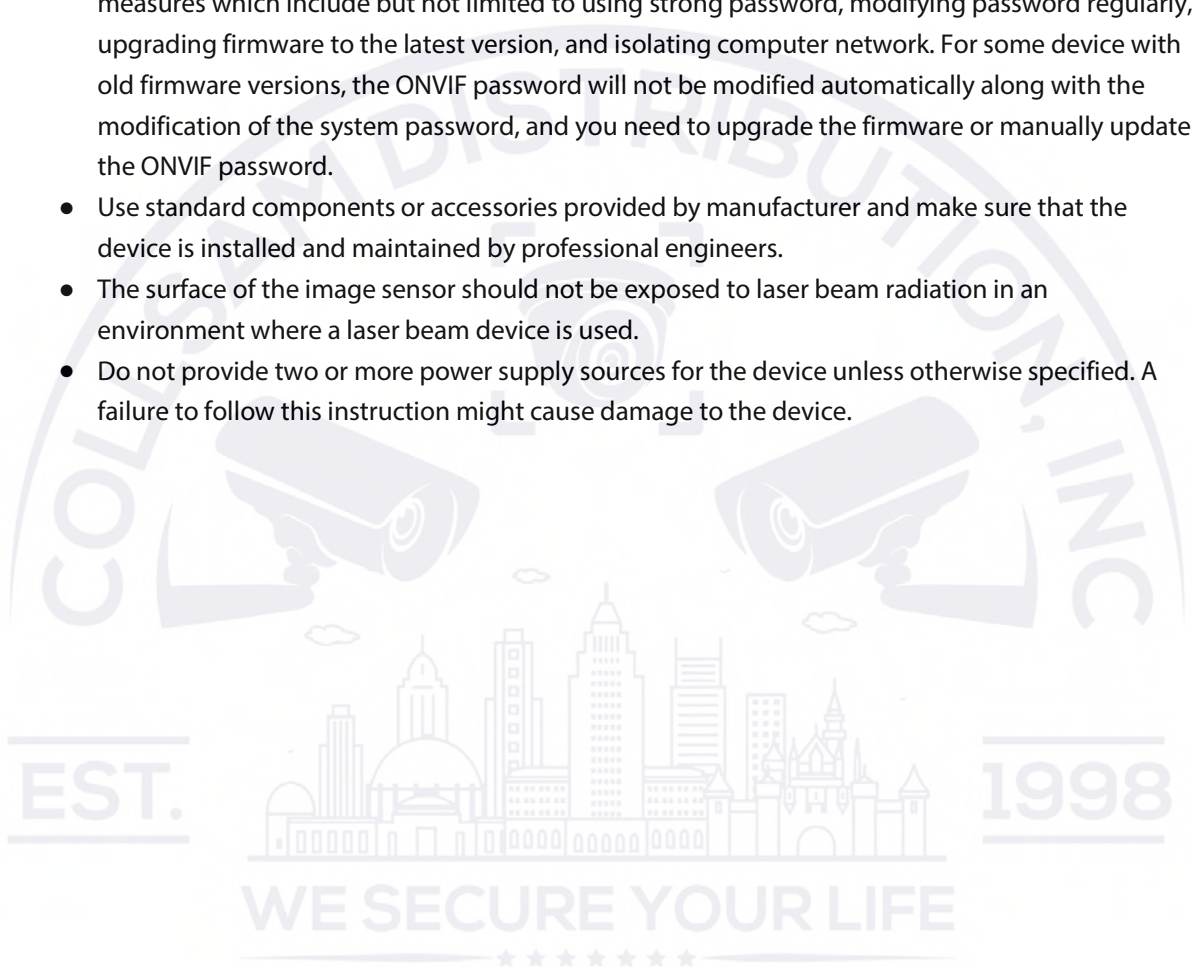 measures which include but not limited to using strong password, modifying password regularly,
upgrading firmware to the latest version, and isolating computer network. For some device with
old firmware versions, the ONVIF password will not be modified automatically along with the
modification of the system password, and you need to upgrade the firmware or manually update
the ONVIF password.
● Use standard components or accessories provided by manufacturer and make sure that the
device is installed and maintained by professional engineers.
● The surface of the image sensor should not be exposed to laser beam radiation in an
environment where a laser beam device is used.
● Do not provide two or more power supply sources for the device unless otherwise specified. A
failure to follow this instruction might cause damage to the device.
SAM DISTRIBUTION, INC
EST.
1998
WE SECURE YOUR LIFE